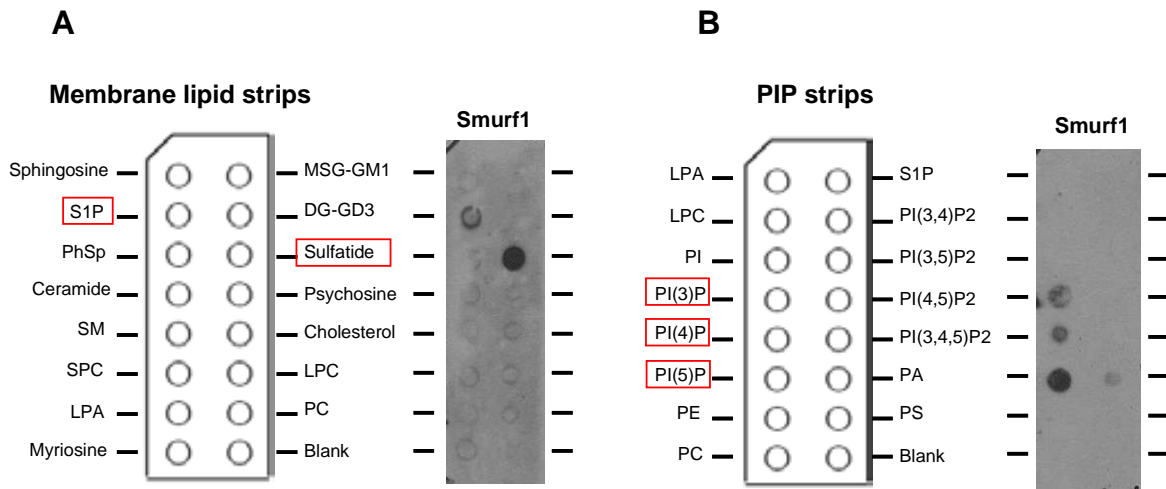 A
B
Membrane lipid strips
PIP strips
Smurf1
Smurf1
Sphingosine
MSG-GM1
S1P
DG-GD3
PhSp
Sulfatide
Ceramide
Psychosine
SM
Cholesterol
SPC
LPC
LPA
PC
Myriosine
Blank
LPA
S1P
LPC
PI(3,4)P2
PI
PI(3,5)P2
PI(3)P
PI(4,5)P2
PI(4)P
PI(3,4,5)P2
PI(5)P
PA
PE
PS
PC
Blank